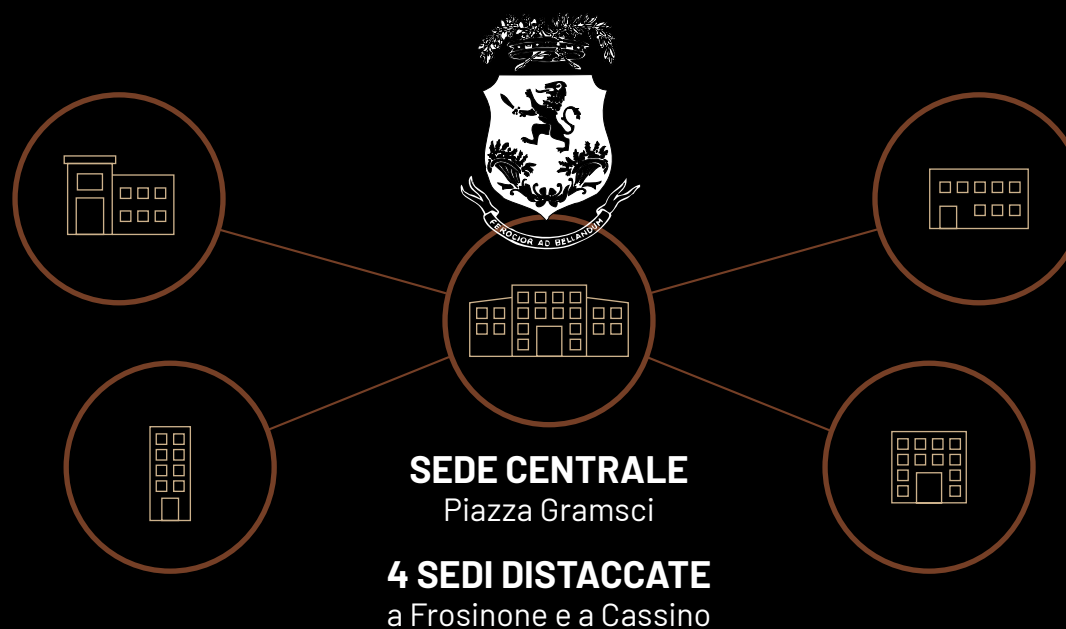 FEROCIOR AD BELLANDUM
SEDE CENTRALE
Piazza Gramsci
4 SEDI DISTACCATE
a Frosinone e a Cassino